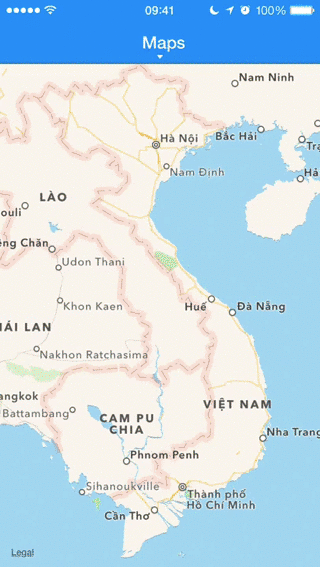 09:41
100%
Maps
Nam Ninh
Hà Nội
Bắc Hải
Nam Định
LÀO
Udon Thani
Khon Kaen
Huế
Đà Nẵng
Nakhon Ratchasima
Battambang
CAM PU
CHIA
VIỆT NAM
Nha Trang
Phnom Penh
Sihanoukville
Thành phố
Hồ Chí Minh
Cần Thơ
Legal